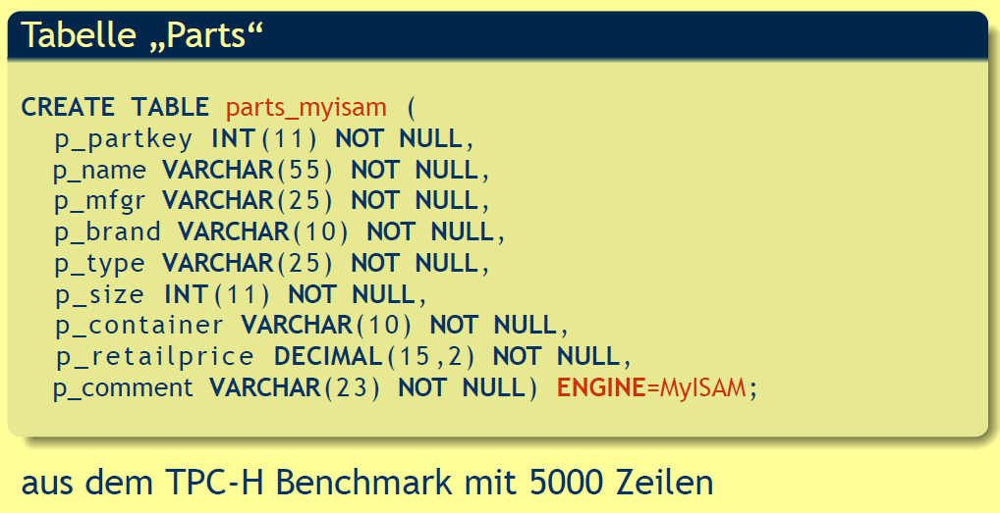 Tabelle „Parts“
CREATE TABLE parts_myisam (
p_partkey INT(11) NOT NULL,
p_name VARCHAR(55) NOT NULL,
p_mfgr VARCHAR(25) NOT NULL,
p_brand VARCHAR(10) NOT NULL,
p_type VARCHAR(25) NOT NULL,
p_size INT(11) NOT NULL,
p_container VARCHAR(10) NOT NULL,
p_retailprice DECIMAL(15,2) NOT NULL,
p_comment VARCHAR(23) NOT NULL) ENGINE=MyISAM;
aus dem TPC-H Benchmark mit 5000 Zeilen